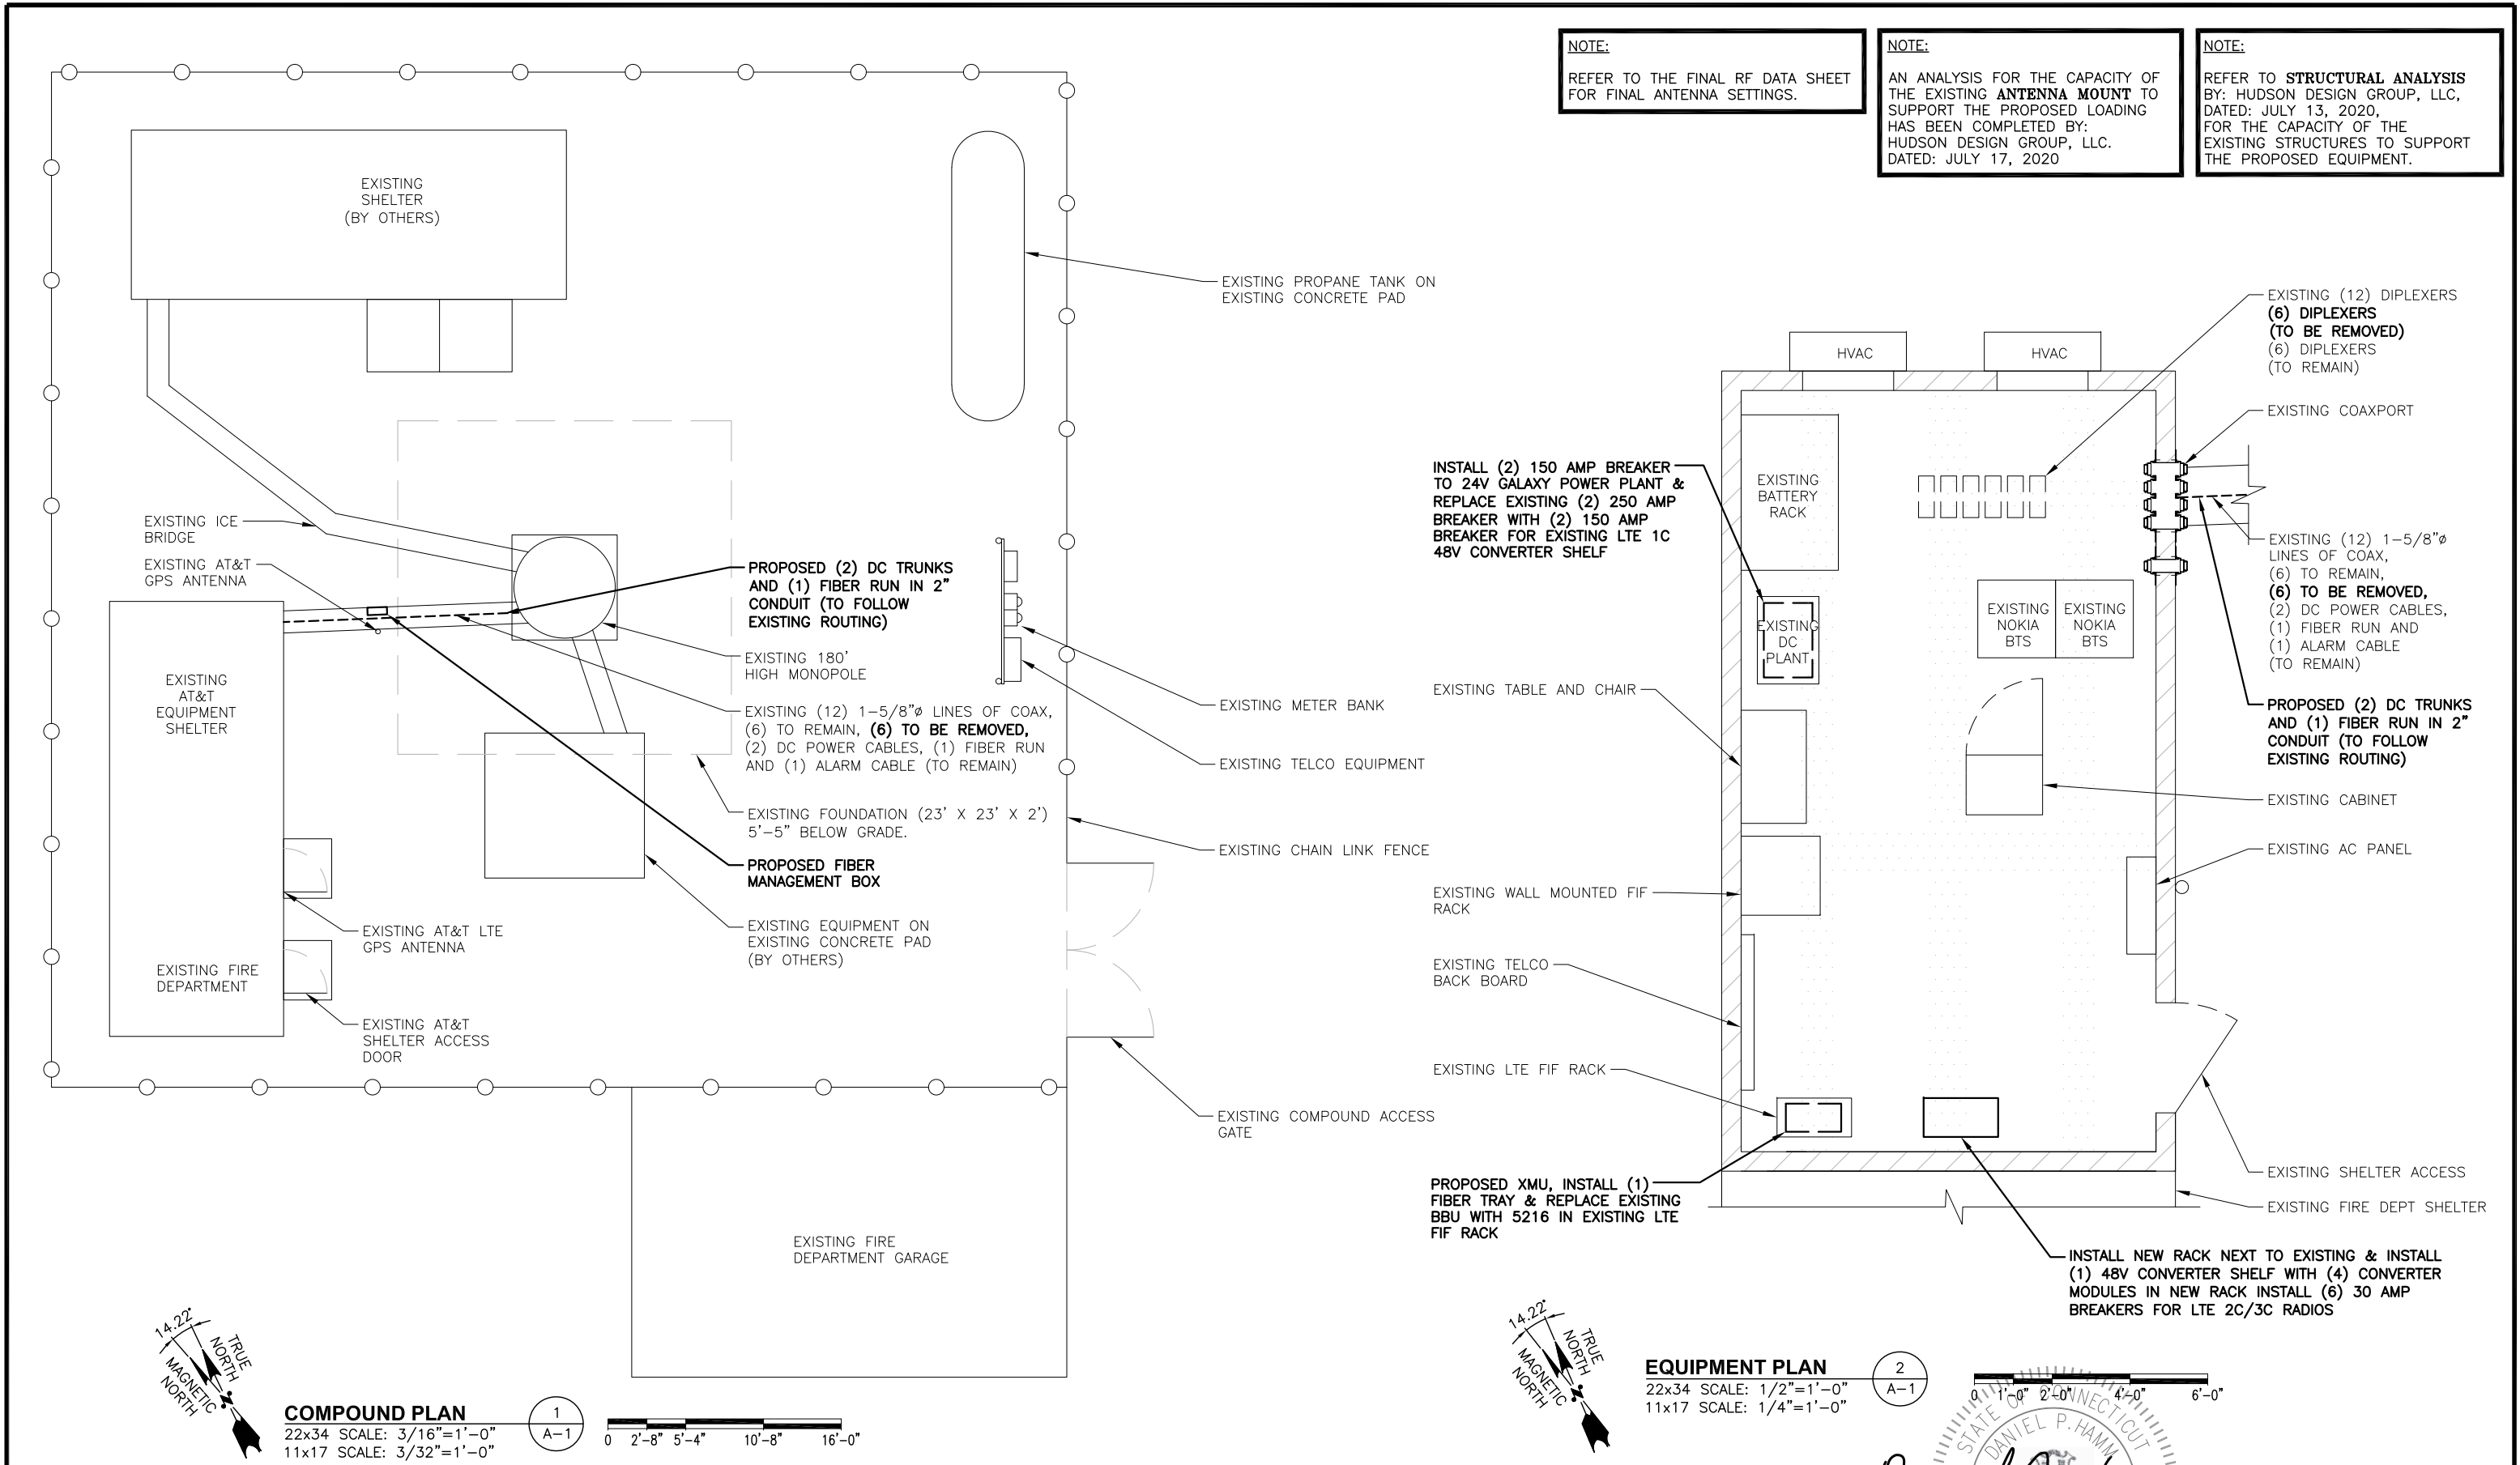 NOTE:
REFER TO THE FINAL RF DATA SHEET
FOR FINAL ANTENNA SETTINGS.
NOTE:
AN ANALYSIS FOR THE CAPACITY OF
THE EXISTING ANTENNA MOUNT TO
SUPPORT THE PROPOSED LOADING
HAS BEEN COMPLETED BY:
HUDSON DESIGN GROUP, LLC.
DATED: JULY 17, 2020
NOTE:
REFER TO STRUCTURAL ANALYSIS
BY: HUDSON DESIGN GROUP, LLC,
DATED: JULY 13, 2020,
FOR THE CAPACITY OF THE
EXISTING STRUCTURES TO SUPPORT
THE PROPOSED EQUIPMENT.
EXISTING
SHELTER
(BY OTHERS)
EXISTING PROPANE TANK ON
EXISTING CONCRETE PAD
EXISTING ICE
BRIDGE
EXISTING AT&T
GPS ANTENNA
PROPOSED (2) DC TRUNKS
AND (1) FIBER RUN IN 2"
CONDUIT (TO FOLLOW
EXISTING ROUTING)
EXISTING 180'
HIGH MONOPOLE
EXISTING
AT&T
EQUIPMENT
SHELTER
EXISTING (12) 1-5/8"ø LINES OF COAX,
(6) TO REMAIN, (6) TO BE REMOVED,
(2) DC POWER CABLES, (1) FIBER RUN
AND (1) ALARM CABLE (TO REMAIN)
EXISTING METER BANK
EXISTING TELCO EQUIPMENT
EXISTING FOUNDATION (23' X 23' X 2')
5'-5" BELOW GRADE.
EXISTING CHAIN LINK FENCE
PROPOSED FIBER
MANAGEMENT BOX
EXISTING EQUIPMENT ON
EXISTING CONCRETE PAD
(BY OTHERS)
EXISTING AT&T LTE
GPS ANTENNA
EXISTING FIRE
DEPARTMENT
EXISTING AT&T
SHELTER ACCESS
DOOR
EXISTING COMPOUND ACCESS
GATE
EXISTING FIRE
DEPARTMENT GARAGE
14.22°
TRUE
NORTH
MAGNETIC
NORTH
COMPOUND PLAN
22x34 SCALE: 3/16"=1'-0"
11x17 SCALE: 3/32"=1'-0"
1
A-1
0 2'-8" 5'-4" 10'-8" 16'-0"
HVAC
HVAC
EXISTING (12) DIPLEXERS
(6) DIPLEXERS
(TO BE REMOVED)
(6) DIPLEXERS
(TO REMAIN)
EXISTING COAXPORT
INSTALL (2) 150 AMP BREAKER
TO 24V GALAXY POWER PLANT &
REPLACE EXISTING (2) 250 AMP
BREAKER WITH (2) 150 AMP
BREAKER FOR EXISTING LTE 1C
48V CONVERTER SHELF
EXISTING
BATTERY
RACK
EXISTING (12) 1-5/8"ø
LINES OF COAX,
(6) TO REMAIN,
(6) TO BE REMOVED,
(2) DC POWER CABLES,
(1) FIBER RUN AND
(1) ALARM CABLE
(TO REMAIN)
EXISTING
DC
PLANT
EXISTING
NOKIA
BTS
EXISTING
NOKIA
BTS
EXISTING TABLE AND CHAIR
PROPOSED (2) DC TRUNKS
AND (1) FIBER RUN IN 2"
CONDUIT (TO FOLLOW
EXISTING ROUTING)
EXISTING CABINET
EXISTING AC PANEL
EXISTING WALL MOUNTED FIF
RACK
EXISTING TELCO
BACK BOARD
EXISTING LTE FIF RACK
PROPOSED XMU, INSTALL (1)
FIBER TRAY & REPLACE EXISTING
BBU WITH 5216 IN EXISTING LTE
FIF RACK
EXISTING SHELTER ACCESS
EXISTING FIRE DEPT SHELTER
INSTALL NEW RACK NEXT TO EXISTING & INSTALL
(1) 48V CONVERTER SHELF WITH (4) CONVERTER
MODULES IN NEW RACK INSTALL (6) 30 AMP
BREAKERS FOR LTE 2C/3C RADIOS
14.22°
TRUE
NORTH
MAGNETIC
NORTH
EQUIPMENT PLAN
22x34 SCALE: 1/2"=1'-0"
11x17 SCALE: 1/4"=1'-0"
2
A-1
0 1'-0" 2'-0" 4'-0" 6'-0"
STATE OF CONNECTICUT
DANIEL P. HAMM